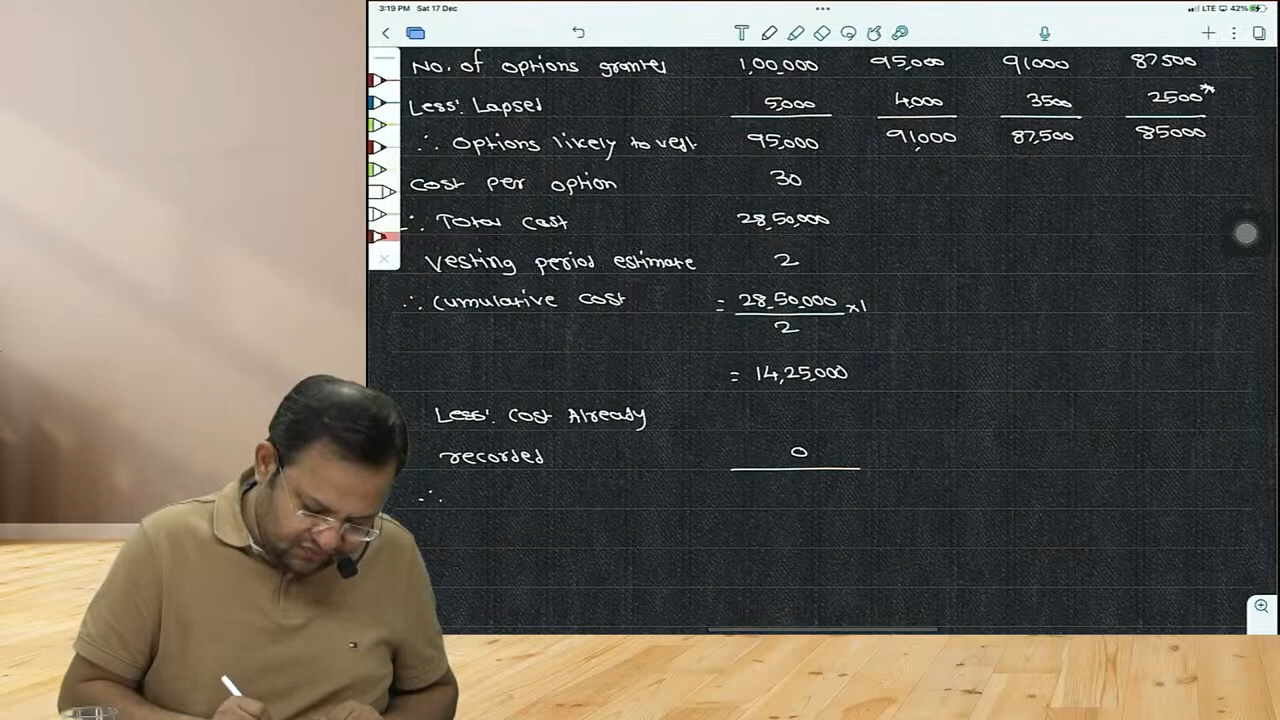 3:19 PM Sat 17 Dec ... LTE 42%
No. of options granted 1,00,000 95,000 91000 87500
Less: Lapsed 5,000 4,000 3500 2500*
∴ Options likely to vest 95,000 91,000 87,500 85000
Cost per option 30
∴ Total cost 28,50,000
Vesting period estimate 2
∴ Cumulative cost = 28,50,000 x1
2
= 14,25,000
Less: Cost Already
recorded 0
∴